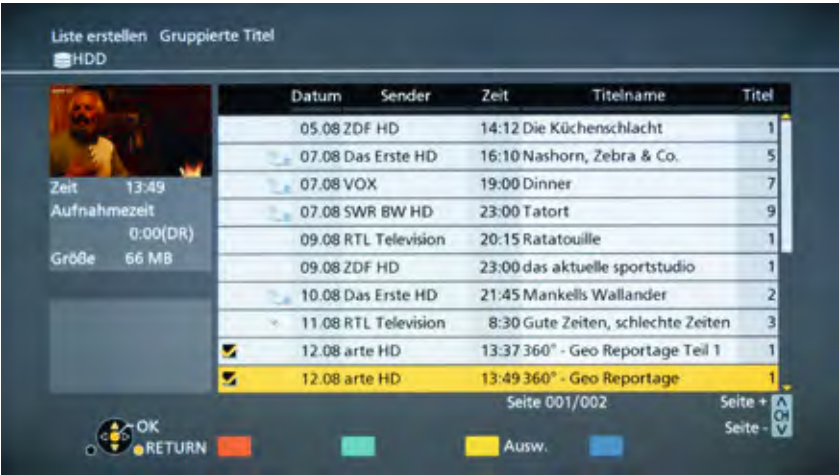 Liste erstellen Gruppierte Titel
HDD
Datum Sender Zeit Titelname Titel
05.08 ZDF HD 14:12 Die Küchenschlacht 1
07.08 Das Erste HD 16:10 Nashorn, Zebra & Co. 5
07.08 VOX 19:00 Dinner 7
07.08 SWR BW HD 23:00 Tatort 9
09.08 RTL Television 20:15 Ratatouille 1
09.08 ZDF HD 23:00 das aktuelle sportstudio 1
10.08 Das Erste HD 21:45 Mankells Wallander 2
11.08 RTL Television 8:30 Gute Zeiten, schlechte Zeiten 3
12.08 arte HD 13:37 360° - Geo Reportage Teil 1 1
12.08 arte HD 13:49 360° - Geo Reportage 1
Zeit 13:49
Aufnahmezeit
0:00(DR)
Größe 66 MB
Seite 001/002
Seite +
CH
Seite -
OK
RETURN
Ausw.